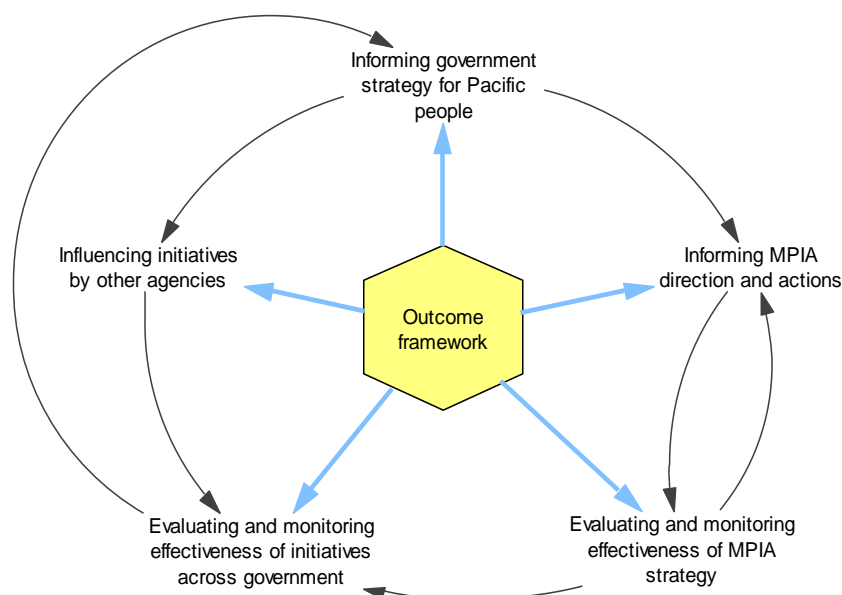 Informing government
strategy for Pacific
people
Influencing initiatives
by other agencies
Informing MPIA
direction and actions
Outcome
framework
Evaluating and monitoring
effectiveness of initiatives
across government
Evaluating and monitoring
effectiveness of MPIA
strategy